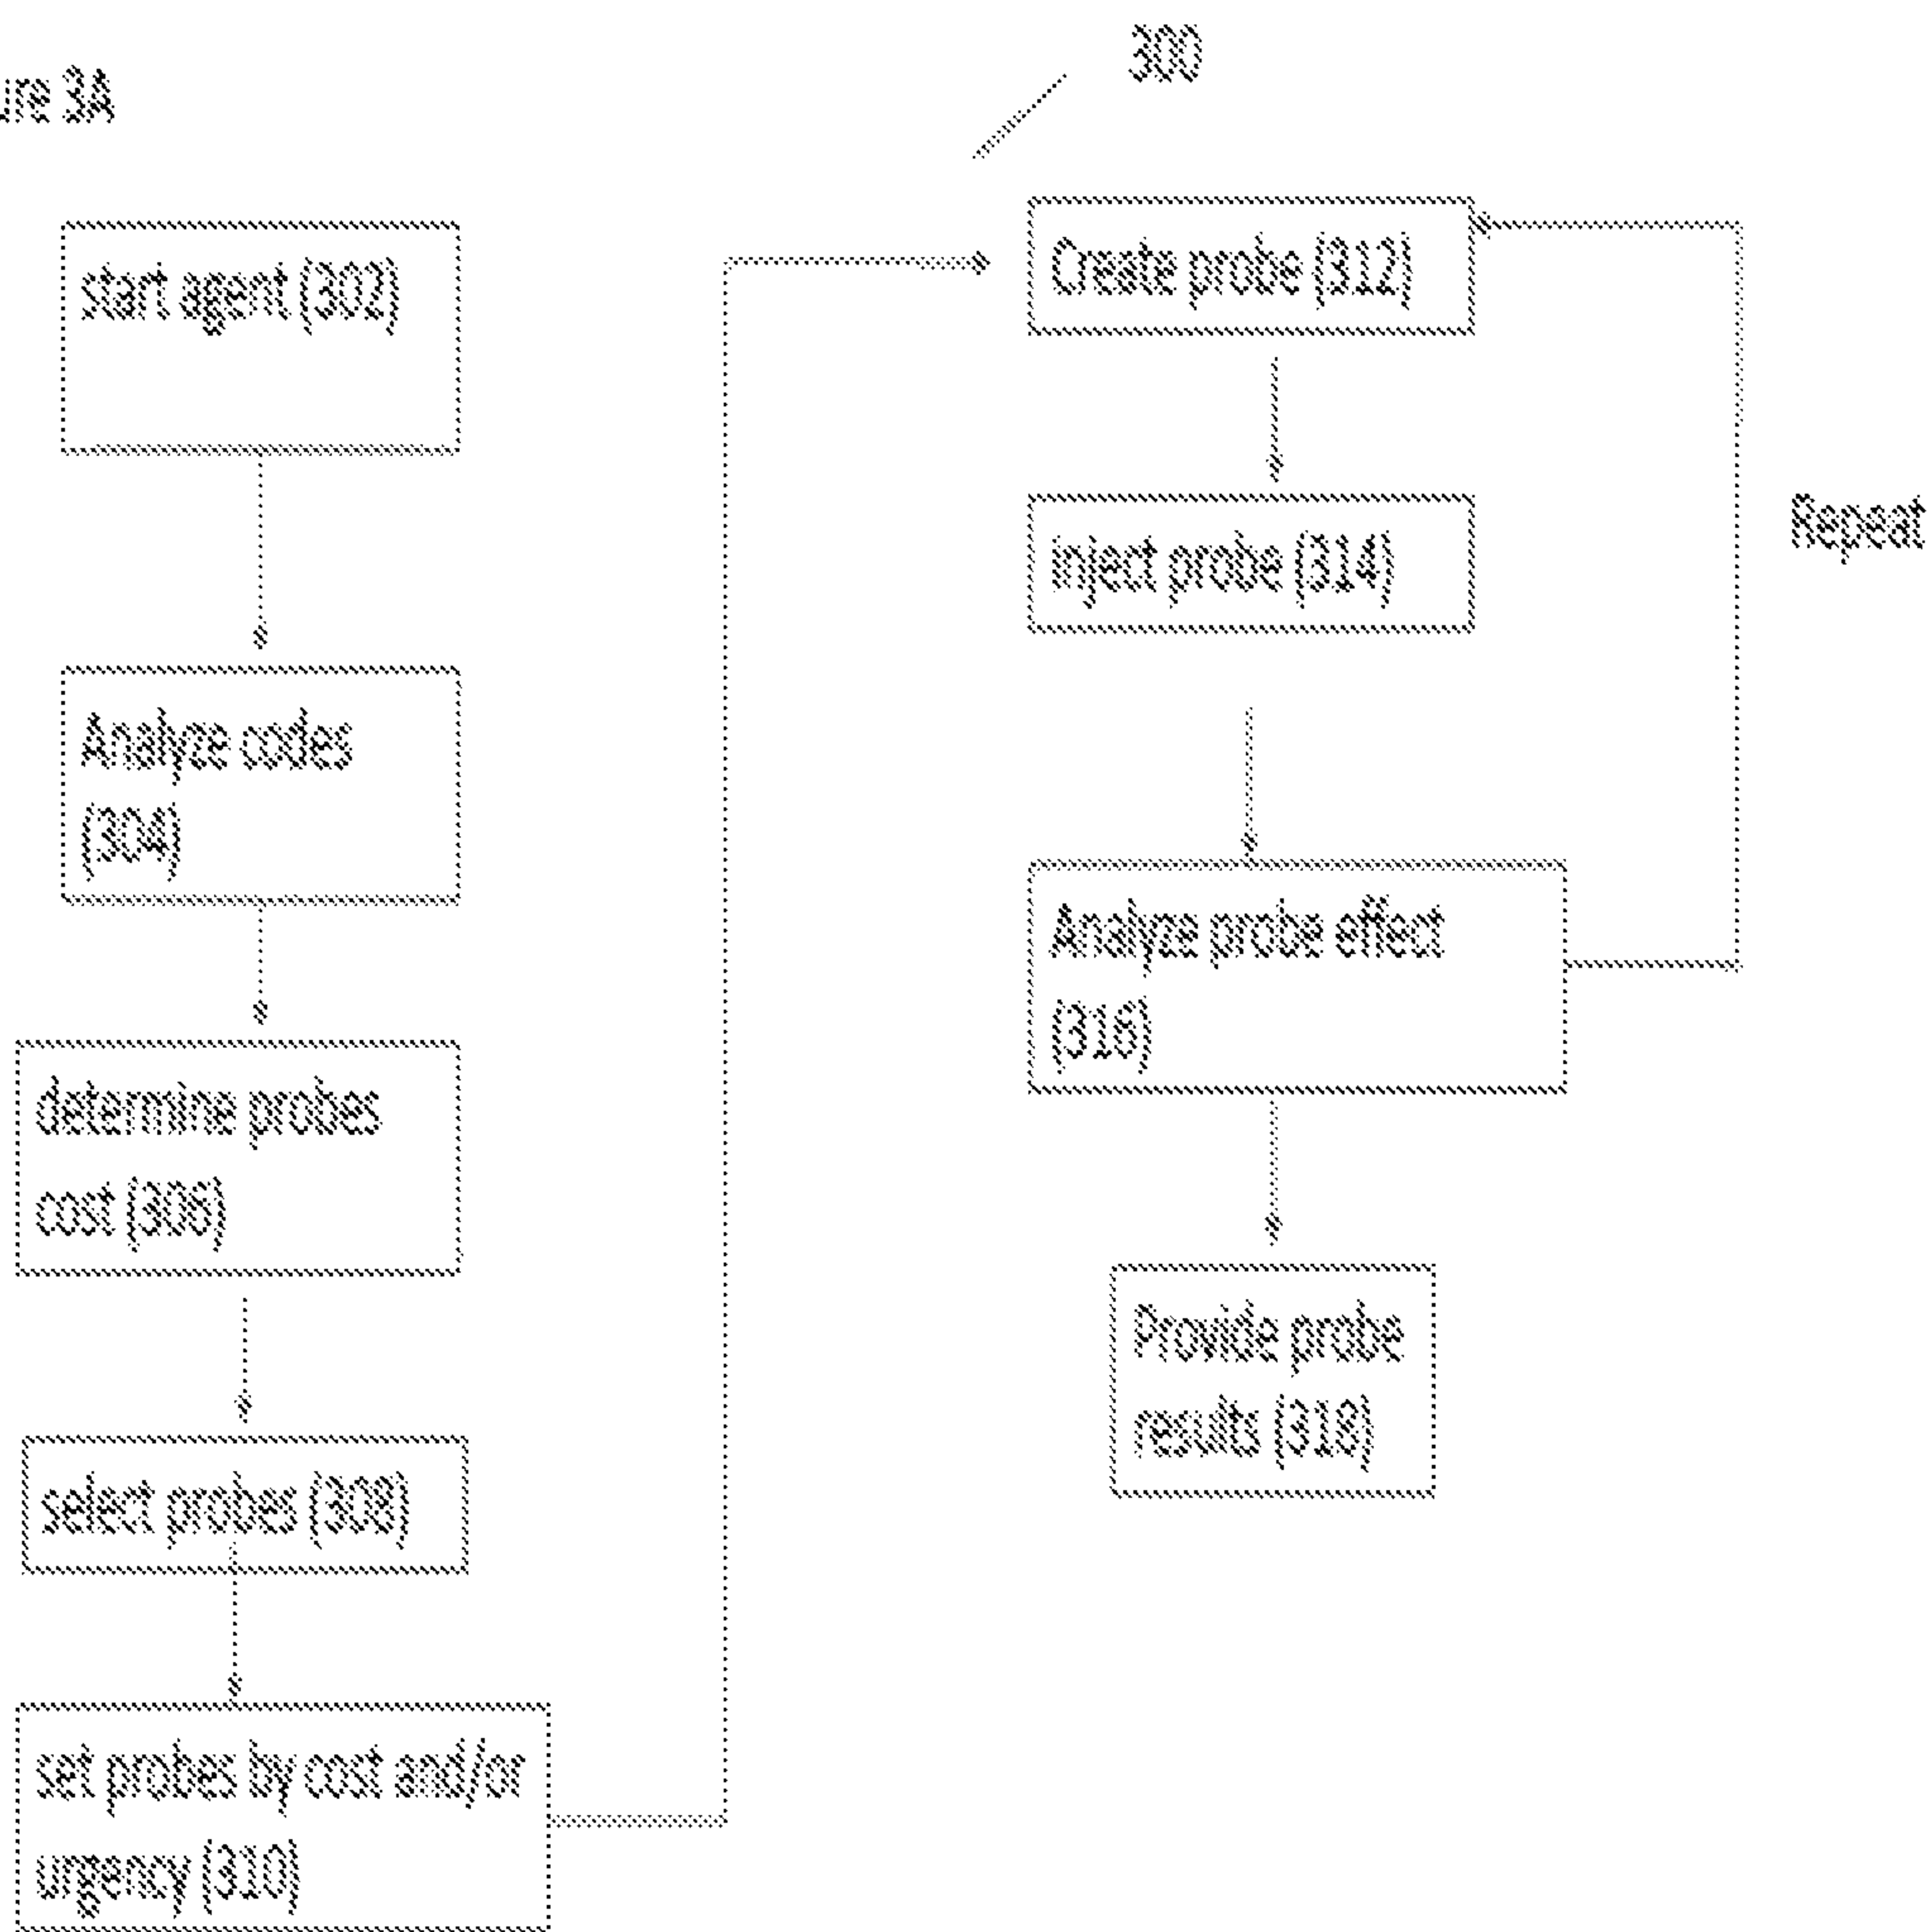 ure 3A
300
start agent (302)
Analyze codes
(304)
determine probes
cost (306)
select probes (308)
set probes by cost and/or
urgency (310)
Create probe (312)
inject probe (314)
Analyze probe effect
(316)
Provide probe
results (318)
Repeat